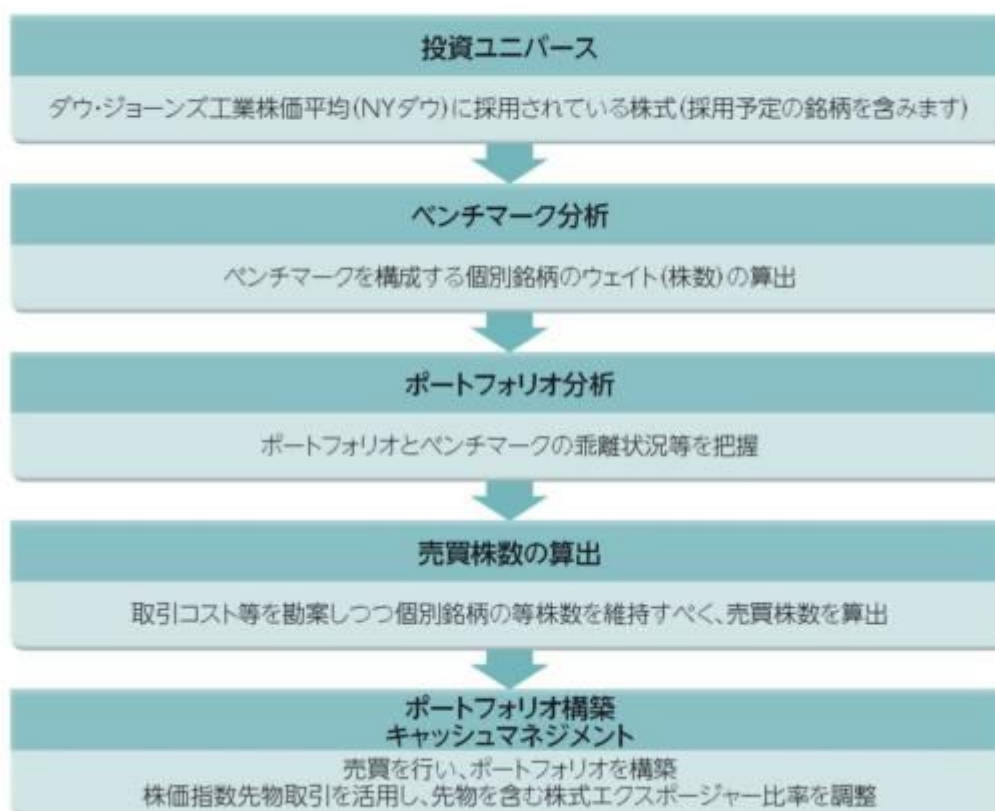 投資ユニバース
ダウ・ジョーンズ工業株価平均(NYダウ)に採用されている株式(採用予定の銘柄を含みます)
ベンチマーク分析
ベンチマークを構成する個別銘柄のウェイト(株数)の算出
ポートフォリオ分析
ポートフォリオとベンチマークの乖離状況等を把握
売買株数の算出
取引コスト等を勘案しつつ個別銘柄の等株数を維持すべく、売買株数を算出
ポートフォリオ構築
キャッシュマネジメント
売買を行い、ポートフォリオを構築
株価指数先物取引を活用し、先物を含む株式エクスポージャー比率を調整